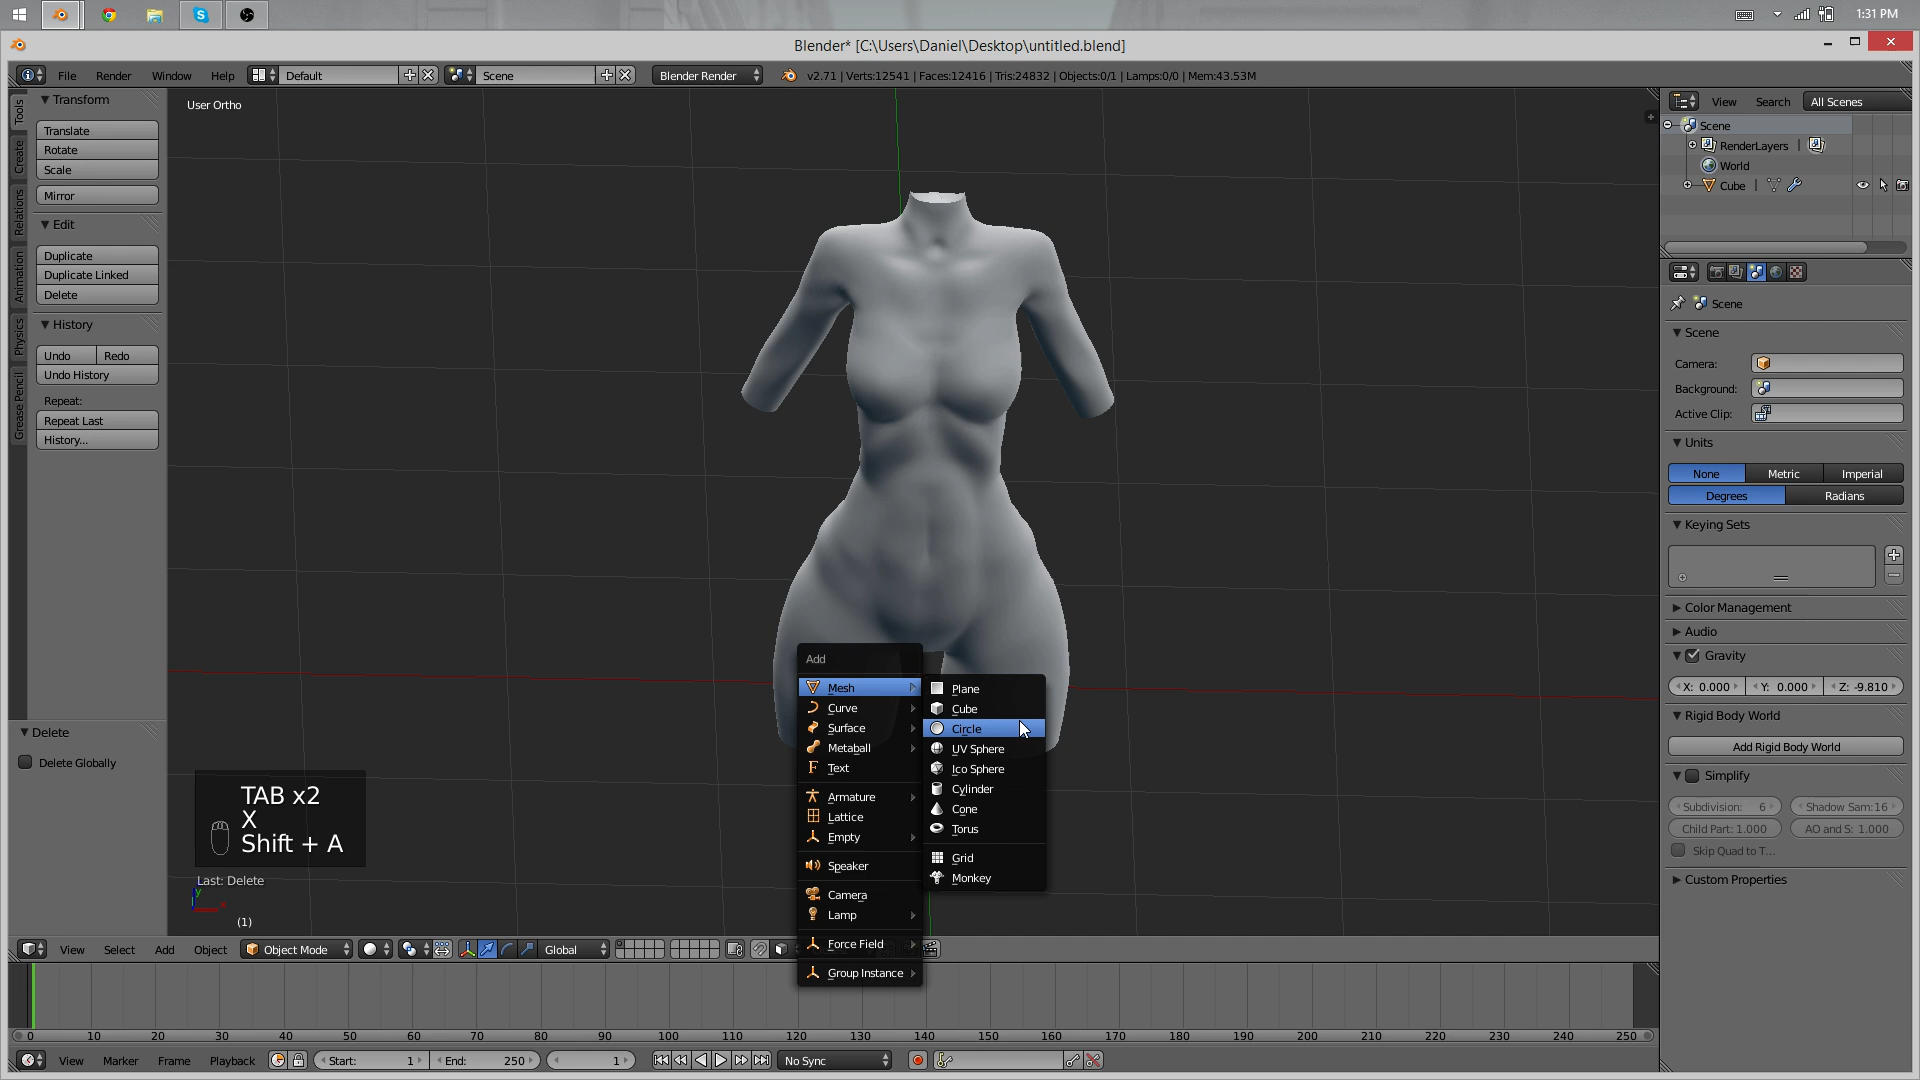 1:31 PM
Blender* [C:\Users\Daniel\Desktop\untitled.blend]
File Render Window Help Default Scene Blender Render v2.71 | Verts:12541 | Faces:12416 | Tris:24832 | Objects:0/1 | Lamps:0/0 | Mem:43.53M
Tools
Create
Relations
Animation
Physics
Grease Pencil
Transform
Translate
Rotate
Scale
Mirror
Edit
Duplicate
Duplicate Linked
Delete
History
Undo Redo
Undo History
Repeat:
Repeat Last
History...
Delete
Delete Globally
User Ortho
TAB x2
X
Shift + A
Last: Delete
y
x
(1)
Add
Mesh
Curve
Surface
Metaball
Text
Armature
Lattice
Empty
Speaker
Camera
Lamp
Force Field
Group Instance
Plane
Cube
Circle
UV Sphere
Ico Sphere
Cylinder
Cone
Torus
Grid
Monkey
View Search All Scenes
Scene
RenderLayers
World
Cube
Scene
Scene
Camera:
Background:
Active Clip:
Units
None Metric Imperial
Degrees Radians
Keying Sets
Color Management
Audio
Gravity
X: 0.000 Y: 0.000 Z: -9.810
Rigid Body World
Add Rigid Body World
Simplify
Subdivision: 6 Shadow Sam:16
Child Part: 1.000 AO and S: 1.000
Skip Quad to T...
Custom Properties
View Select Add Object Object Mode Global
0 10 20 30 40 50 60 70 80 90 100 110 120 130 140 150 160 170 180 190 200 210 220 230 240 250
View Marker Frame Playback Start: 1 End: 250 1 No Sync